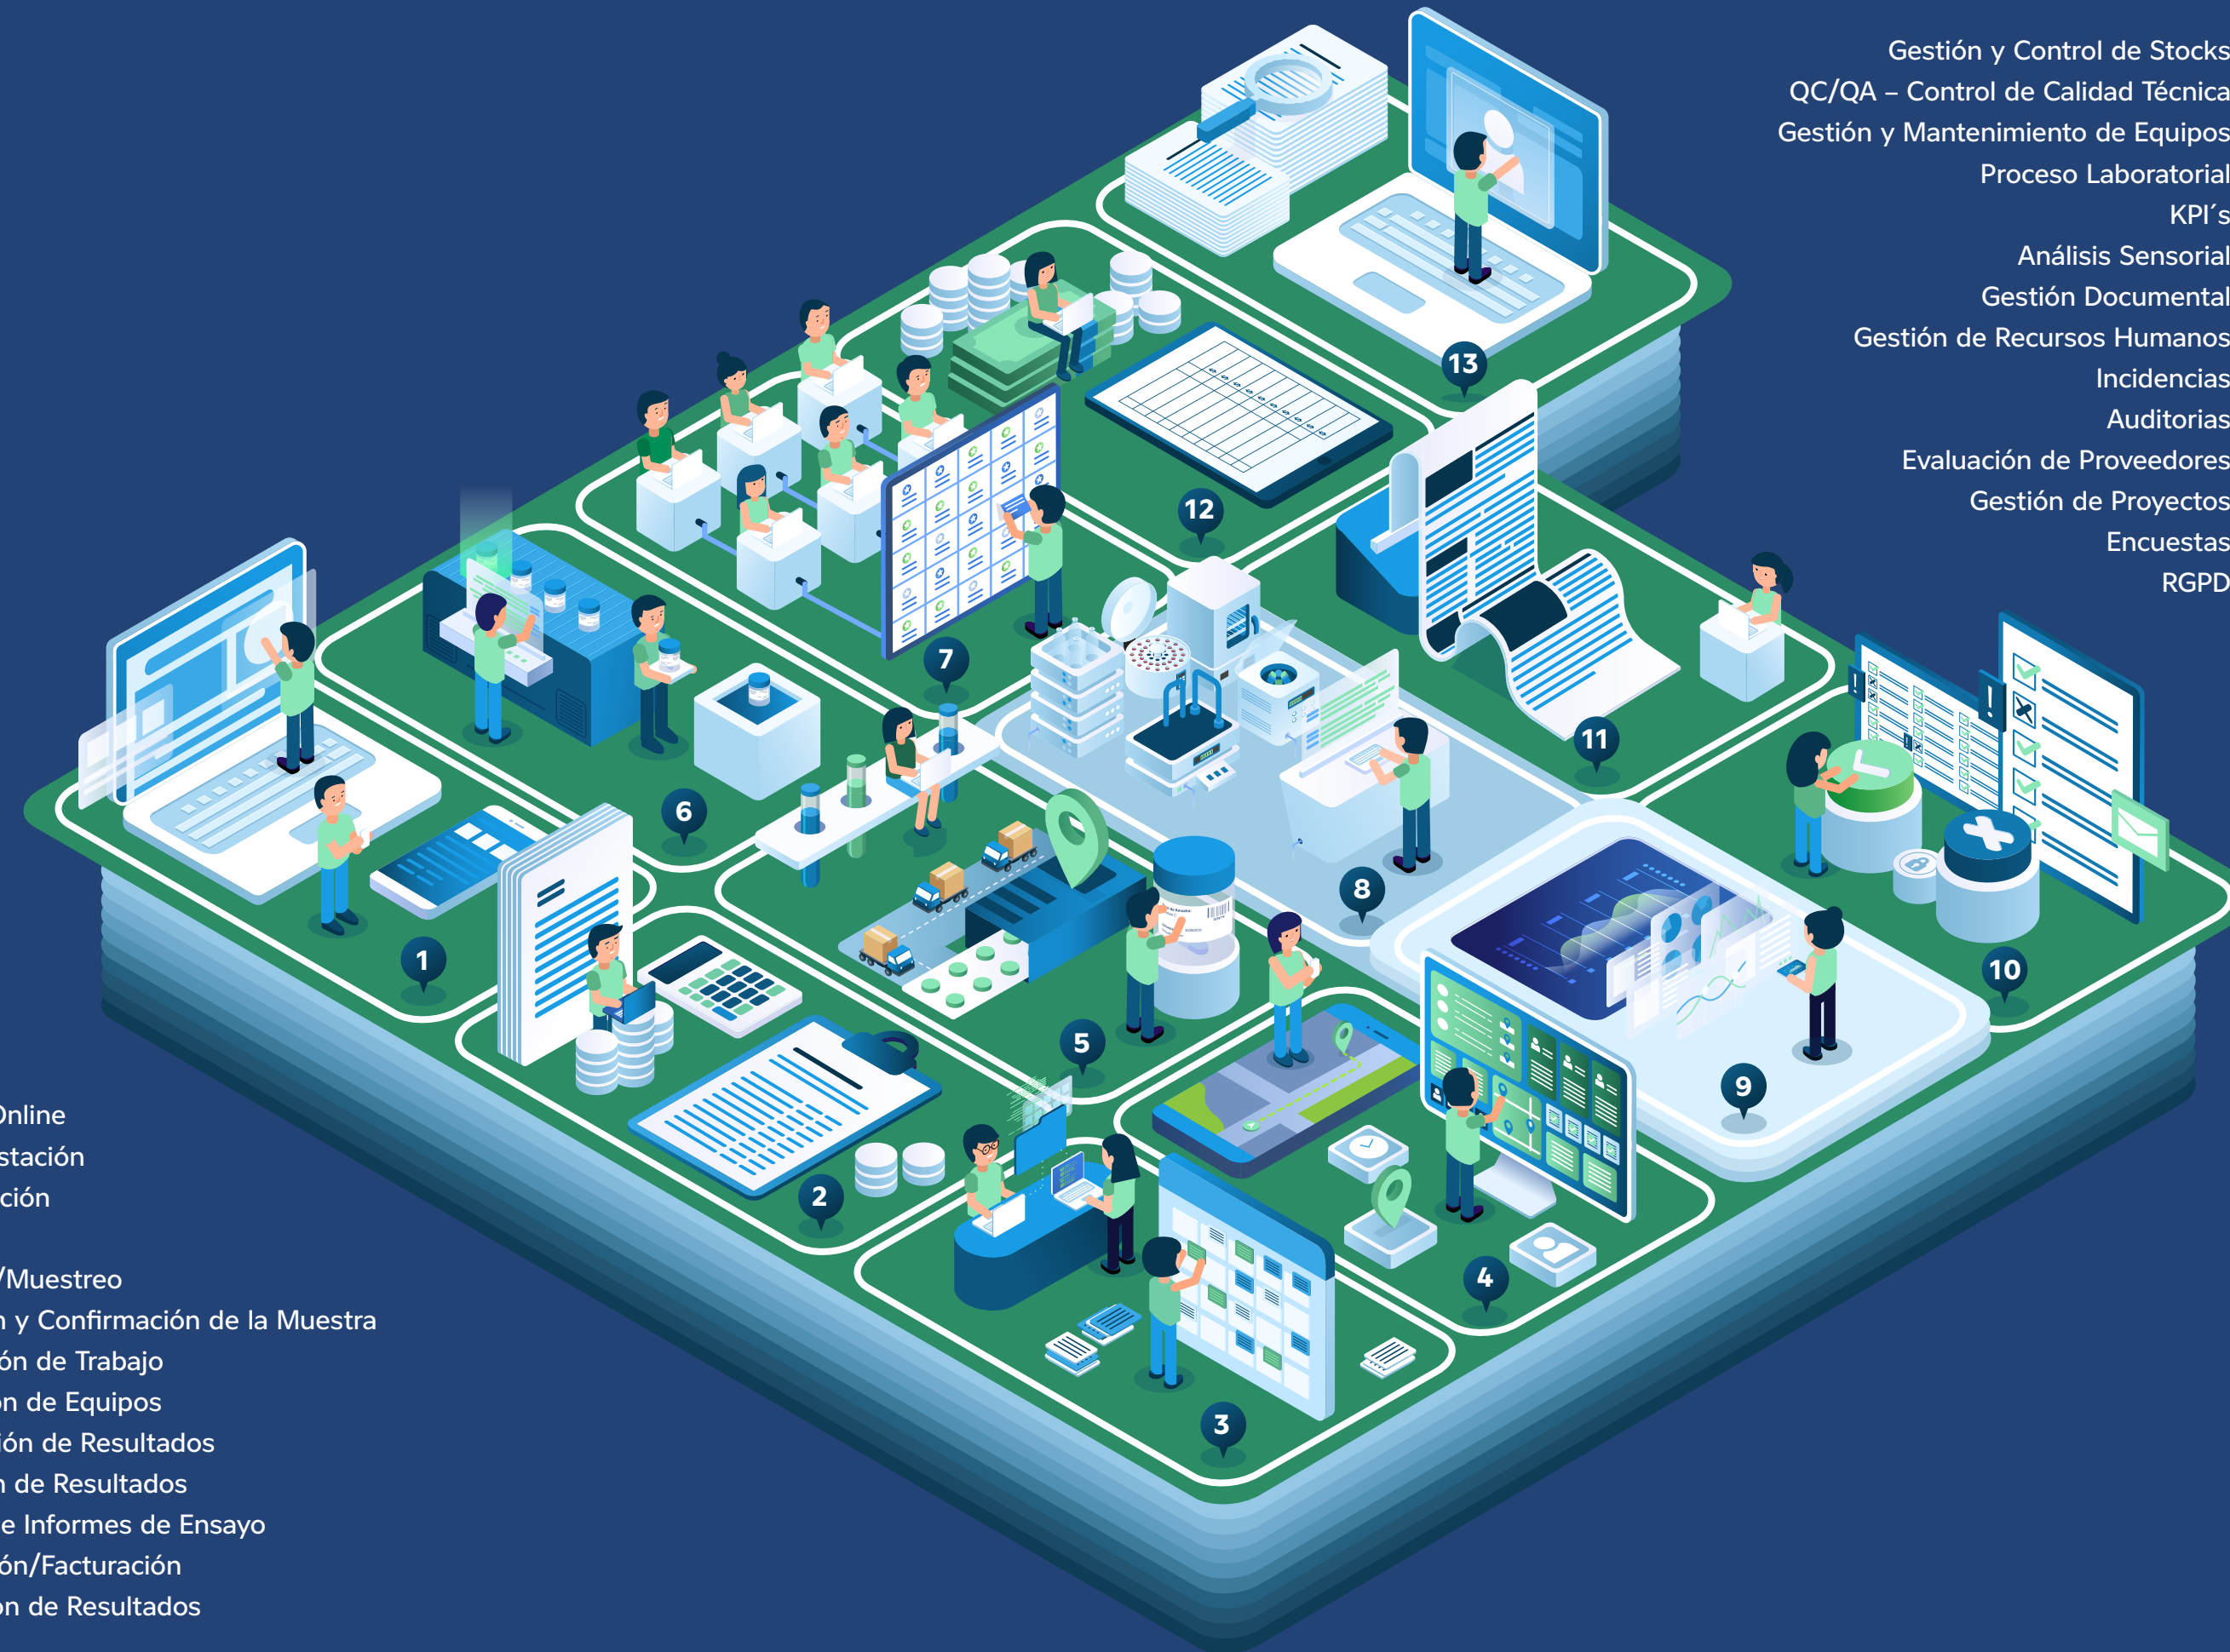 Gestión y Control de Stocks
QC/QA – Control de Calidad Técnica
Gestión y Mantenimiento de Equipos
Proceso Laboratorial
KPI´s
Análisis Sensorial
Gestión Documental
Gestión de Recursos Humanos
Incidencias
Auditorias
Evaluación de Proveedores
Gestión de Proyectos
Encuestas
RGPD
13
12
7
11
6
8
1
10
5
9
2
4
3
Online
stación
ción
/Muestreo
n y Confirmación de la Muestra
ón de Trabajo
n de Equipos
ión de Resultados
n de Resultados
e Informes de Ensayo
ón/Facturación
ón de Resultados